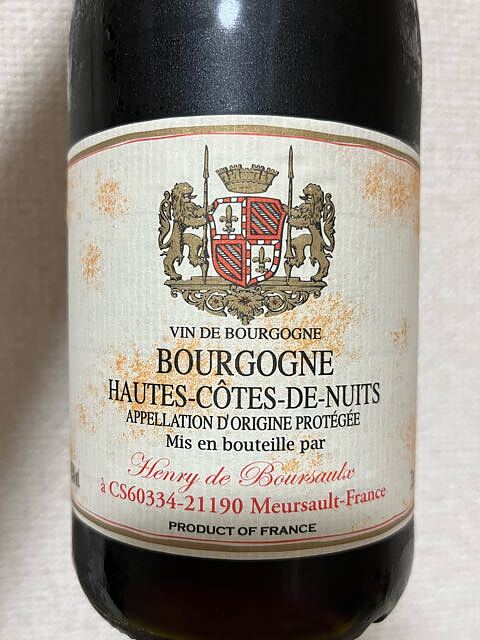 VIN DE BOURGOGNE
BOURGOGNE
HAUTES-CÔTES-DE-NUITS
APPELLATION D'ORIGINE PROTÉGÉE
Mis en bouteille par
Henry de Boursaulx
à CS60334-21190 Meursault-France
PRODUCT OF FRANCE